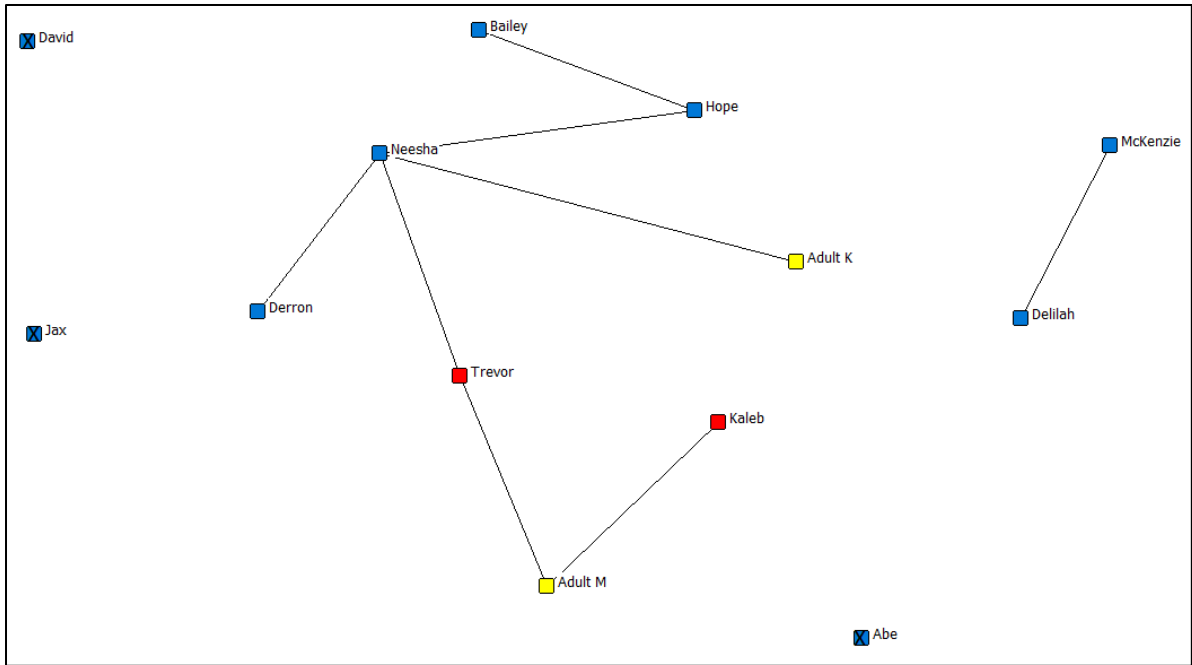 Bailey
David
Hope
McKenzie
Neesha
Adult K
Derron
Delilah
Jax
Trevor
Kaleb
Adult M
Abe